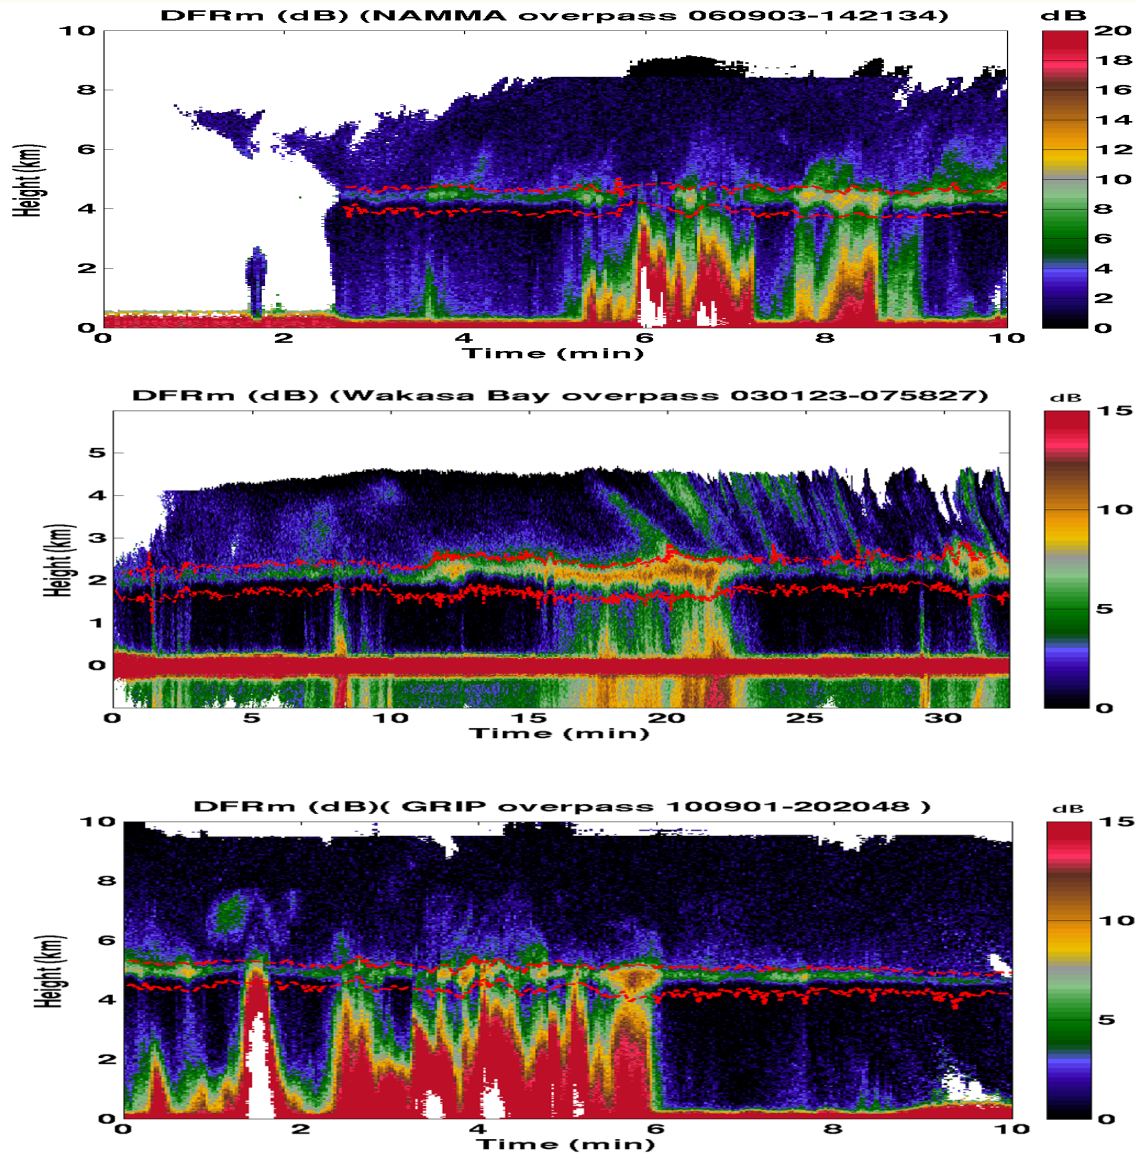 DFRm (dB) (NAMMA overpass 060903-142134)
dB
10
8
6
4
2
0
Height (km)
0 2 4 6 8 10
Time (min)
20
18
16
14
12
10
8
6
4
2
0
DFRm (dB) (Wakasa Bay overpass 030123-075827)
dB
5
4
3
2
1
0
Height (km)
0 5 10 15 20 25 30
Time (min)
15
10
5
0
DFRm (dB)( GRIP overpass 100901-202048 )
dB
10
8
6
4
2
0
Height (km)
0 2 4 6 8 10
Time (min)
15
10
5
0